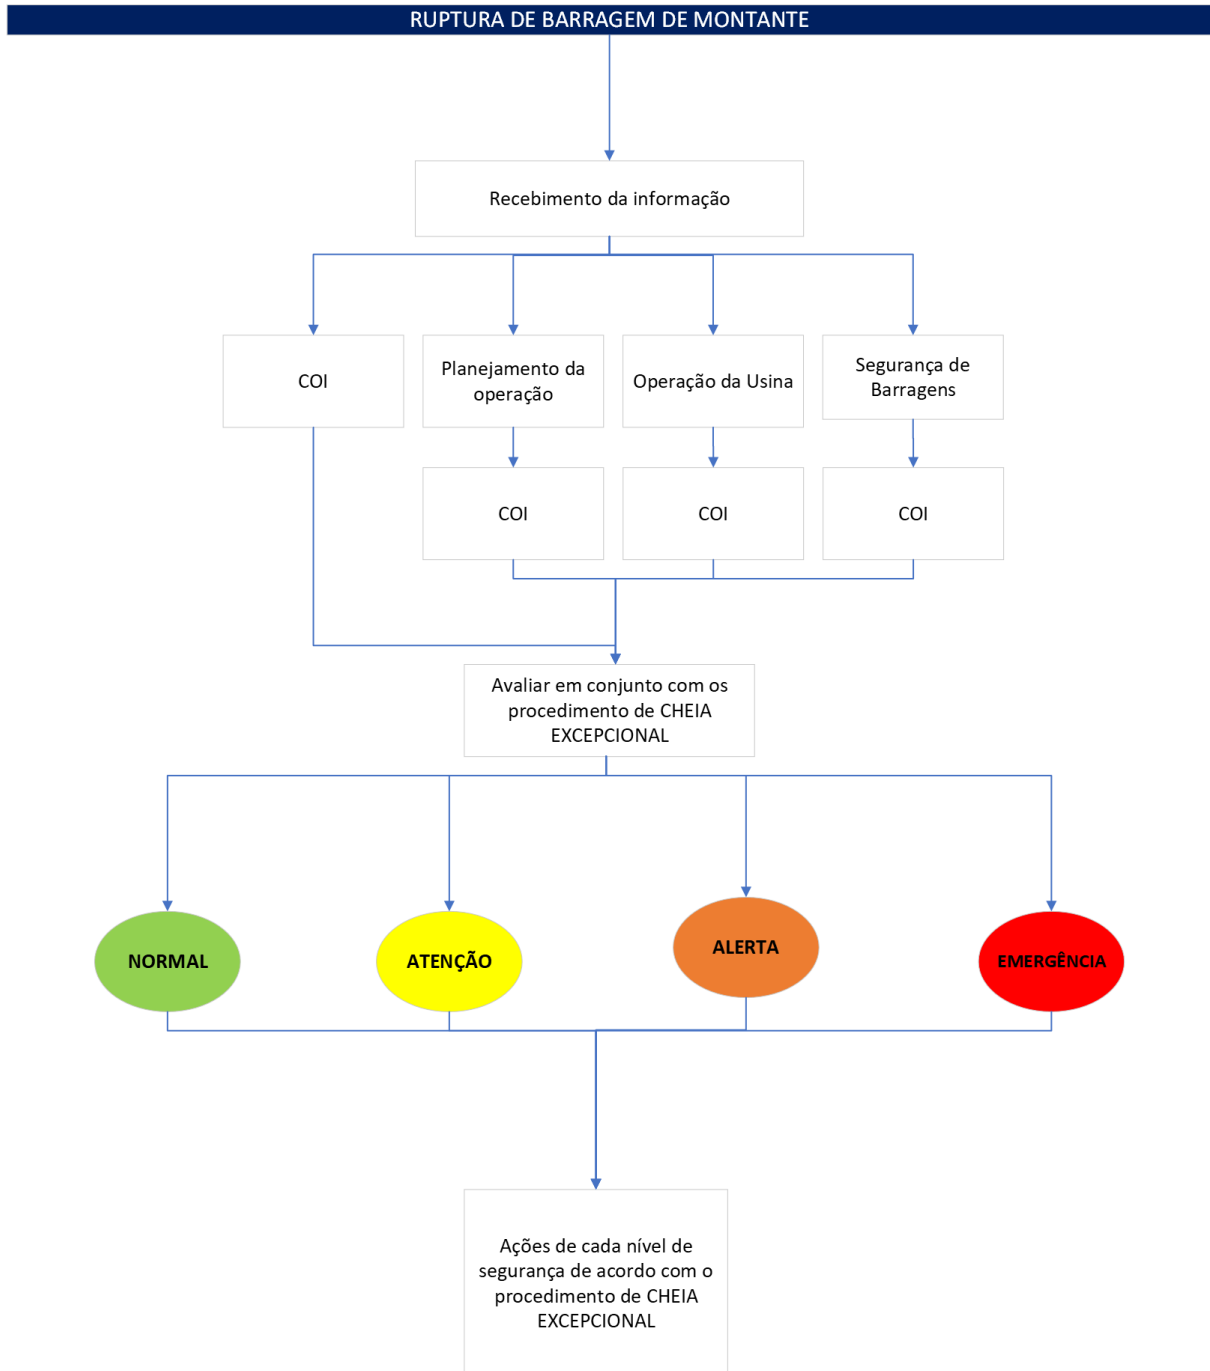 RUPTURA DE BARRAGEM DE MONTANTE
Recebimento da informação
COI
Planejamento da
operação
Operação da Usina
Segurança de
Barragens
COI
COI
COI
Avaliar em conjunto com os
procedimento de CHEIA
EXCEPCIONAL
NORMAL
ATENÇÃO
ALERTA
EMERGÊNCIA
Ações de cada nível de
segurança de acordo com o
procedimento de CHEIA
EXCEPCIONAL